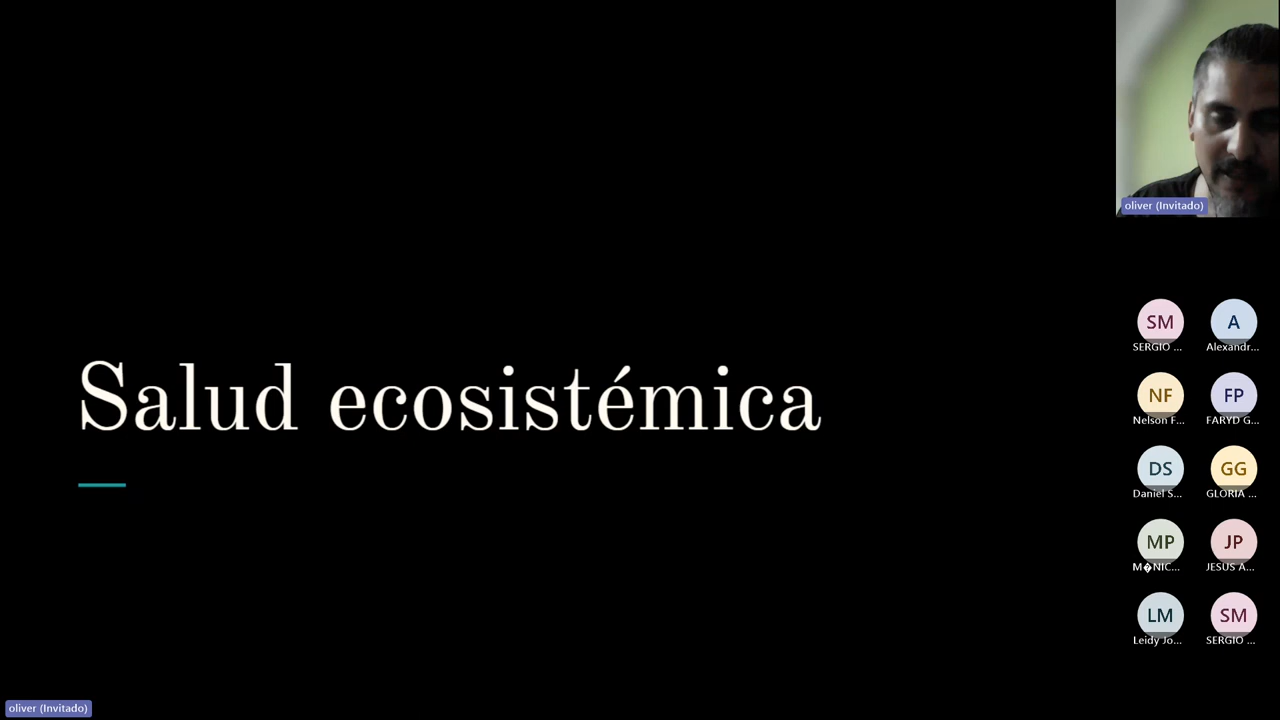 oliver (Invitado)
Salud ecosistémica
SM A
SERGIO ... Alexandr...
NF FP
Nelson F... FARYD G...
DS GG
Daniel S... GLORIA ...
MP JP
M�NIC... JESUS A...
LM SM
Leidy Jo... SERGIO ...
oliver (Invitado)